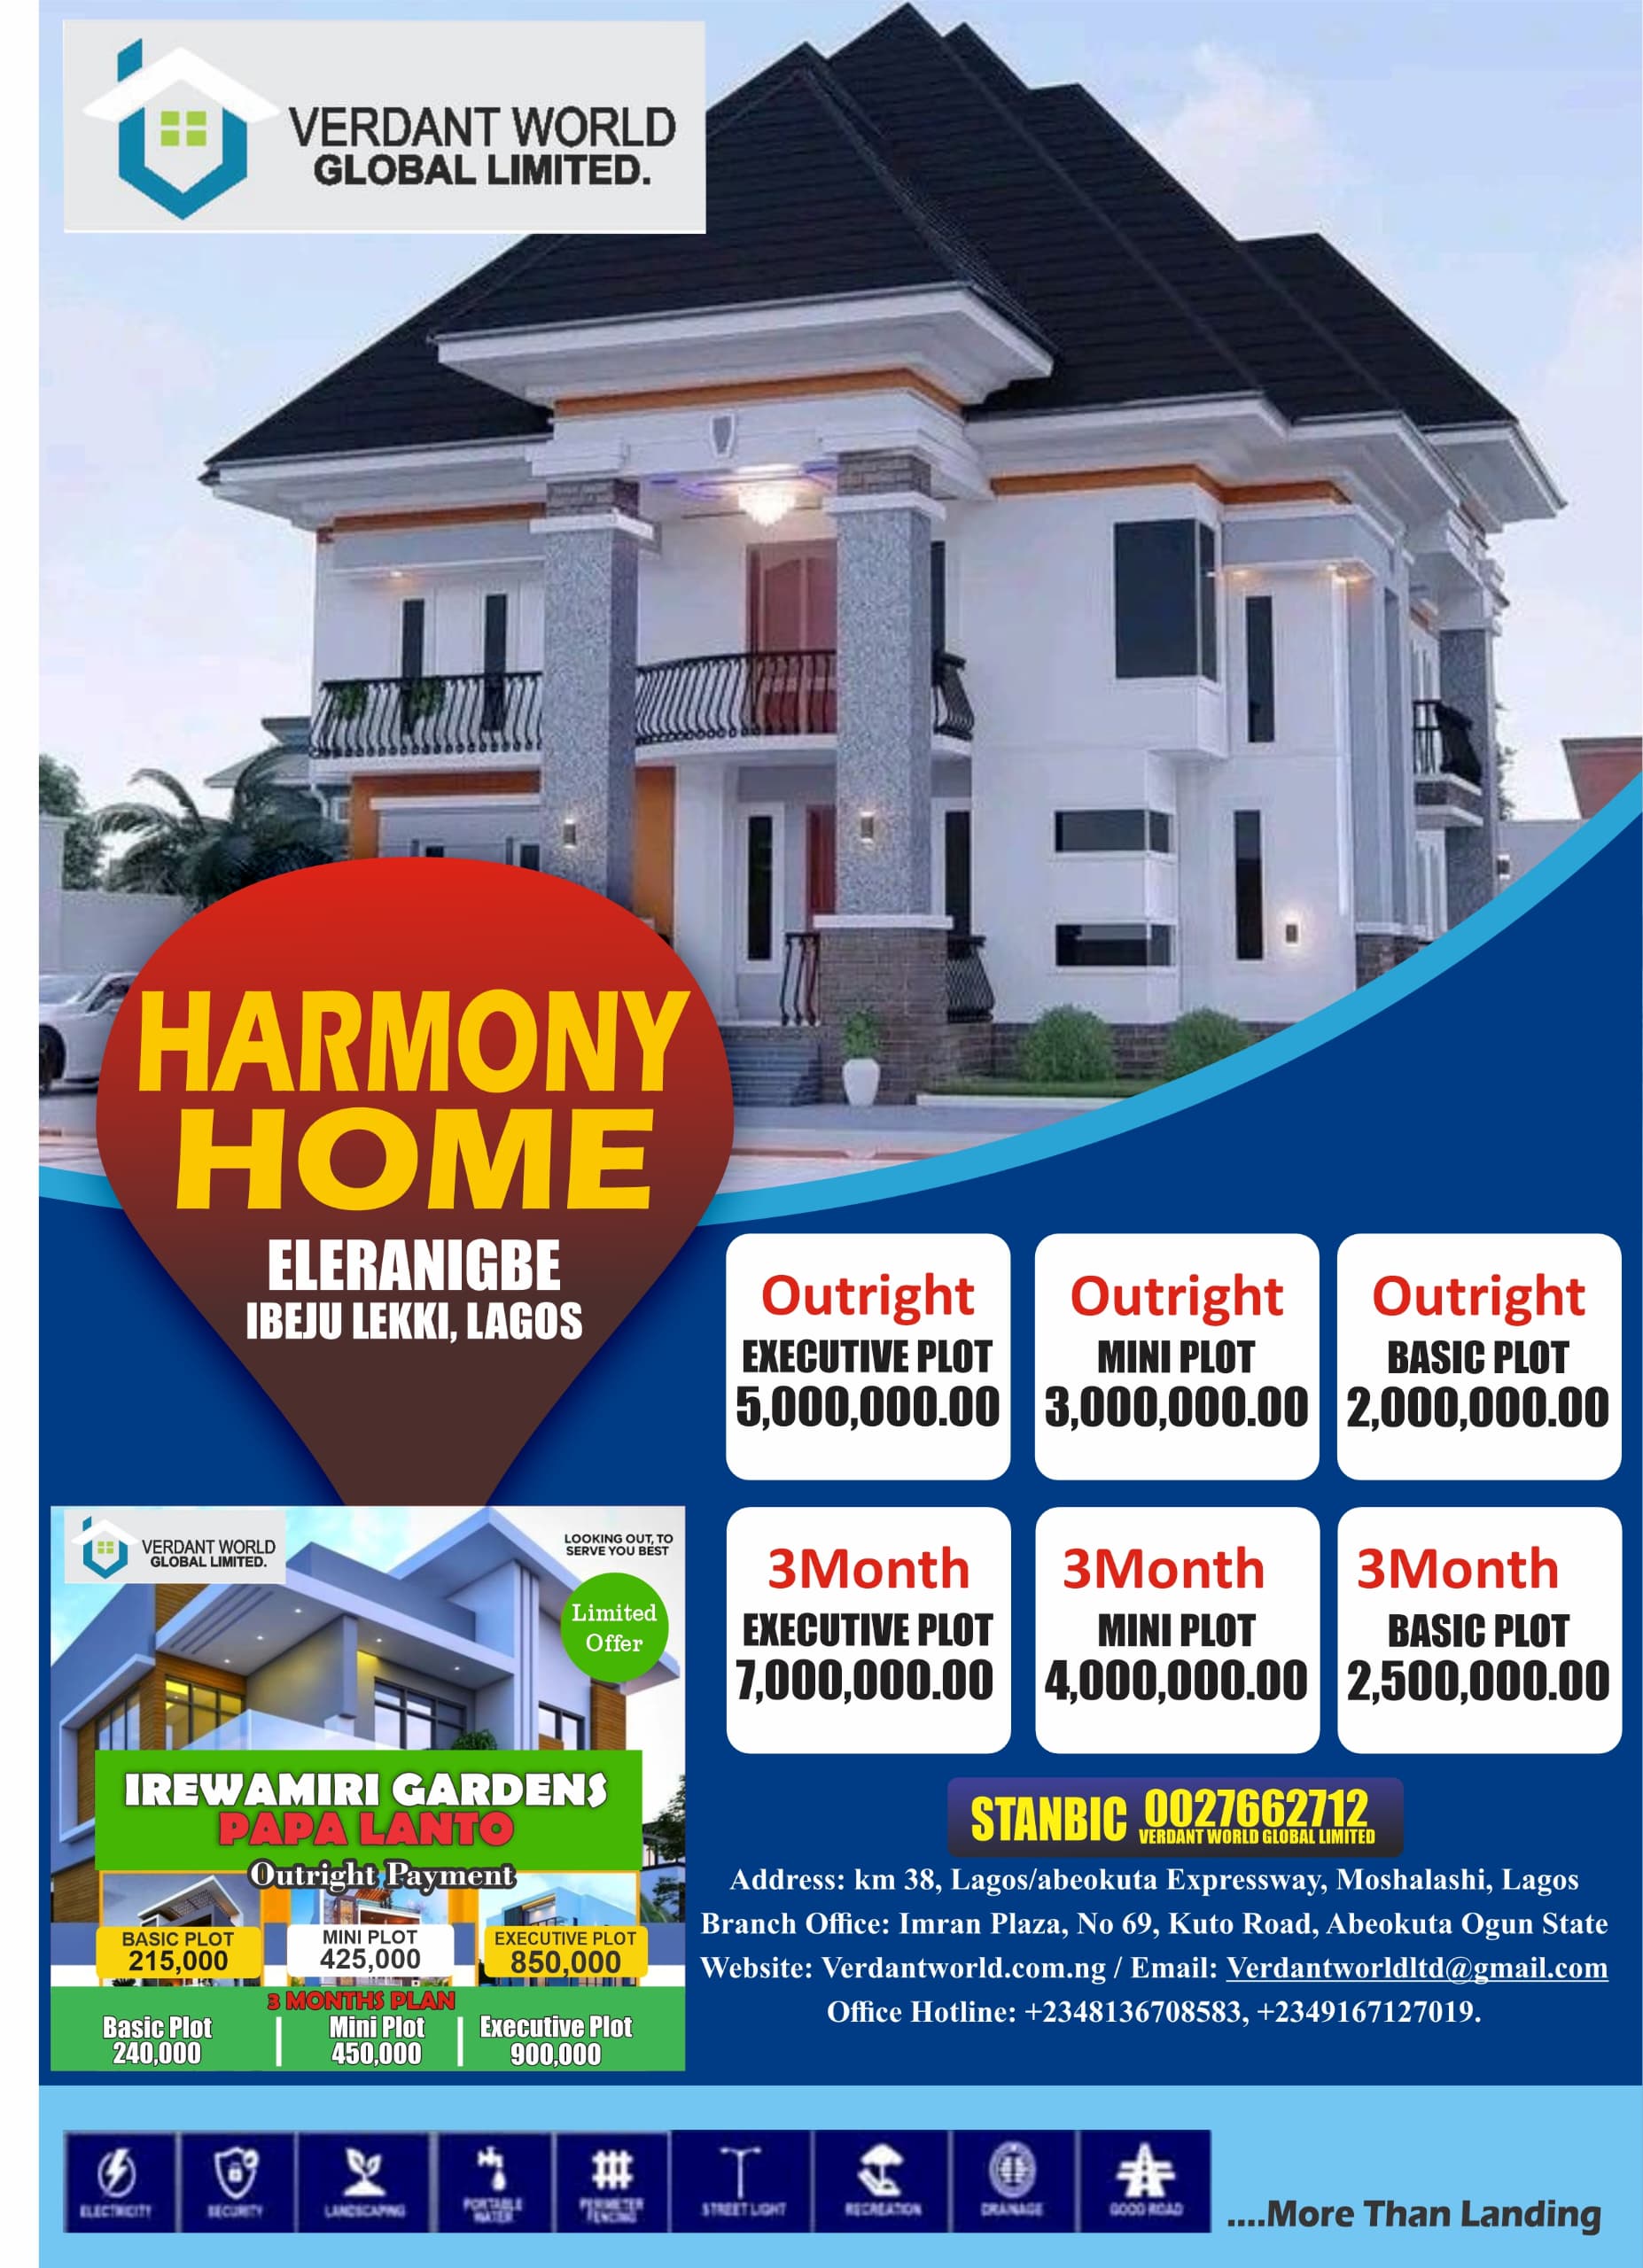 VERDANT WORLD
GLOBAL LIMITED.
HARMONY
HOME
ELERANIGBE
IBEJU LEKKI, LAGOS
Outright
EXECUTIVE PLOT
5,000,000.00
Outright
MINI PLOT
3,000,000.00
Outright
BASIC PLOT
2,000,000.00
3Month
EXECUTIVE PLOT
7,000,000.00
3Month
MINI PLOT
4,000,000.00
3Month
BASIC PLOT
2,500,000.00
VERDANT WORLD
GLOBAL LIMITED.
LOOKING OUT, TO
SERVE YOU BEST
Limited
Offer
IREWAMIRI GARDENS
PAPA LANTO
Outright Payment
BASIC PLOT
215,000
MINI PLOT
425,000
EXECUTIVE PLOT
850,000
3 MONTHS PLAN
Basic Plot
240,000
Mini Plot
450,000
Executive Plot
900,000
STANBIC 0027662712
VERDANT WORLD GLOBAL LIMITED
Address: km 38, Lagos/abeokuta Expressway, Moshalashi, Lagos
Branch Office: Imran Plaza, No 69, Kuto Road, Abeokuta Ogun State
Website: Verdantworld.com.ng / Email: Verdantworldltd@gmail.com
Office Hotline: +2348136708583, +2349167127019.
ELECTRICITY
SECURITY
LANDSCAPING
PORTABLE
WATER
PERIMETER
FENCING
STREET LIGHT
RECREATION
DRAINAGE
GOOD ROAD
....More Than Landing